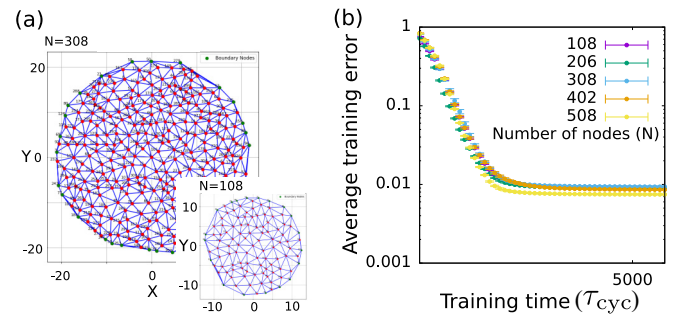 (a)
N=308
Boundary Nodes
20
Y 0
-20
-20
0
X
N=108
Boundary Nodes
10
Y 0
-10
-10
0
10
(b)
Average training error
1
0.1
0.01
0.001
108
206
308
402
508
Number of nodes (N)
5000
Training time (τcyc)